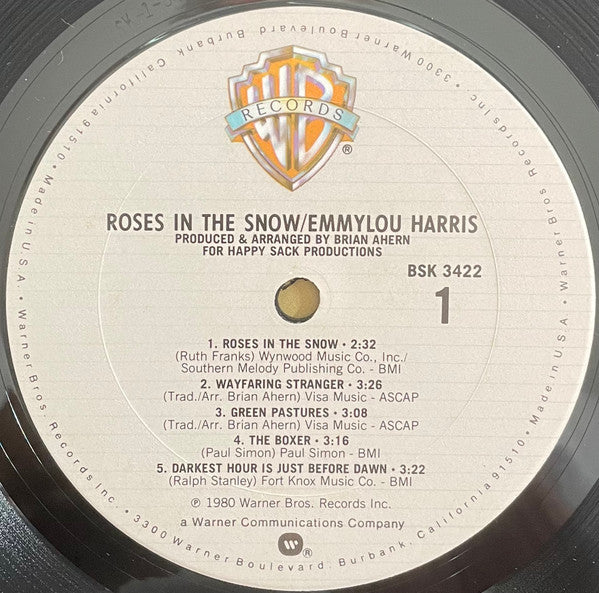 WB
RECORDS
®
ROSES IN THE SNOW/EMMYLOU HARRIS
PRODUCED & ARRANGED BY BRIAN AHERN
FOR HAPPY SACK PRODUCTIONS
BSK 3422
1
1. ROSES IN THE SNOW • 2:32
(Ruth Franks) Wynwood Music Co., Inc./
Southern Melody Publishing Co. - BMI
2. WAYFARING STRANGER • 3:26
(Trad./Arr. Brian Ahern) Visa Music - ASCAP
3. GREEN PASTURES • 3:08
(Trad./Arr. Brian Ahern) Visa Music - ASCAP
4. THE BOXER • 3:16
(Paul Simon) Paul Simon - BMI
5. DARKEST HOUR IS JUST BEFORE DAWN • 3:22
(Ralph Stanley) Fort Knox Music Co. - BMI
℗ 1980 Warner Bros. Records Inc.
a Warner Communications Company
®
Warner Bros. Records Inc. • 3300 Warner Boulevard, Burbank, California 91510 • Made in U.S.A. • Warner Bros. Records Inc. • 3300 Warner Boulevard, Burbank, California 91510 • Made in U.S.A. •